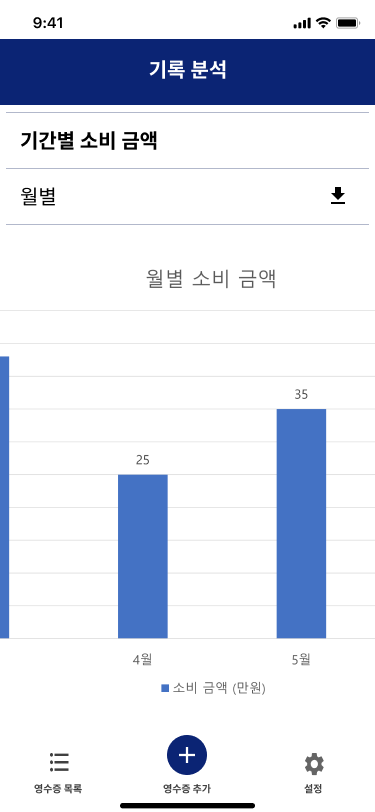 9:41
기록 분석
기간별 소비 금액
월별
월별 소비 금액
35
25
4월 5월
소비 금액 (만원)
영수증 목록 영수증 추가 설정